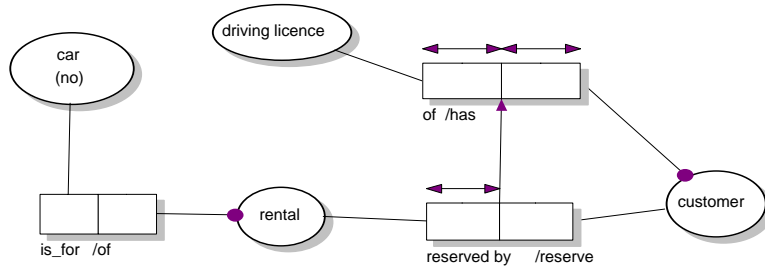 driving licence
car
(no)
of /has
rental
customer
is_for /of
reserved by /reserve